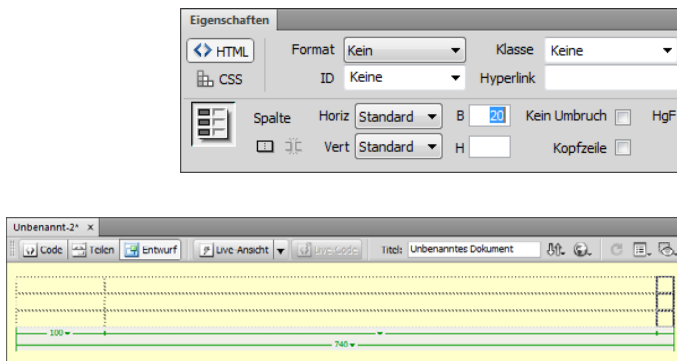 Eigenschaften
HTML Format Kein Klasse Keine
CSS ID Keine Hyperlink
Spalte Horiz Standard B 20 Kein Umbruch HgF
Vert Standard H Kopfzeile
Unbenannt-2* x
Code Teilen Entwurf Live-Ansicht Live-Code Titel: Unbenanntes Dokument
100
740